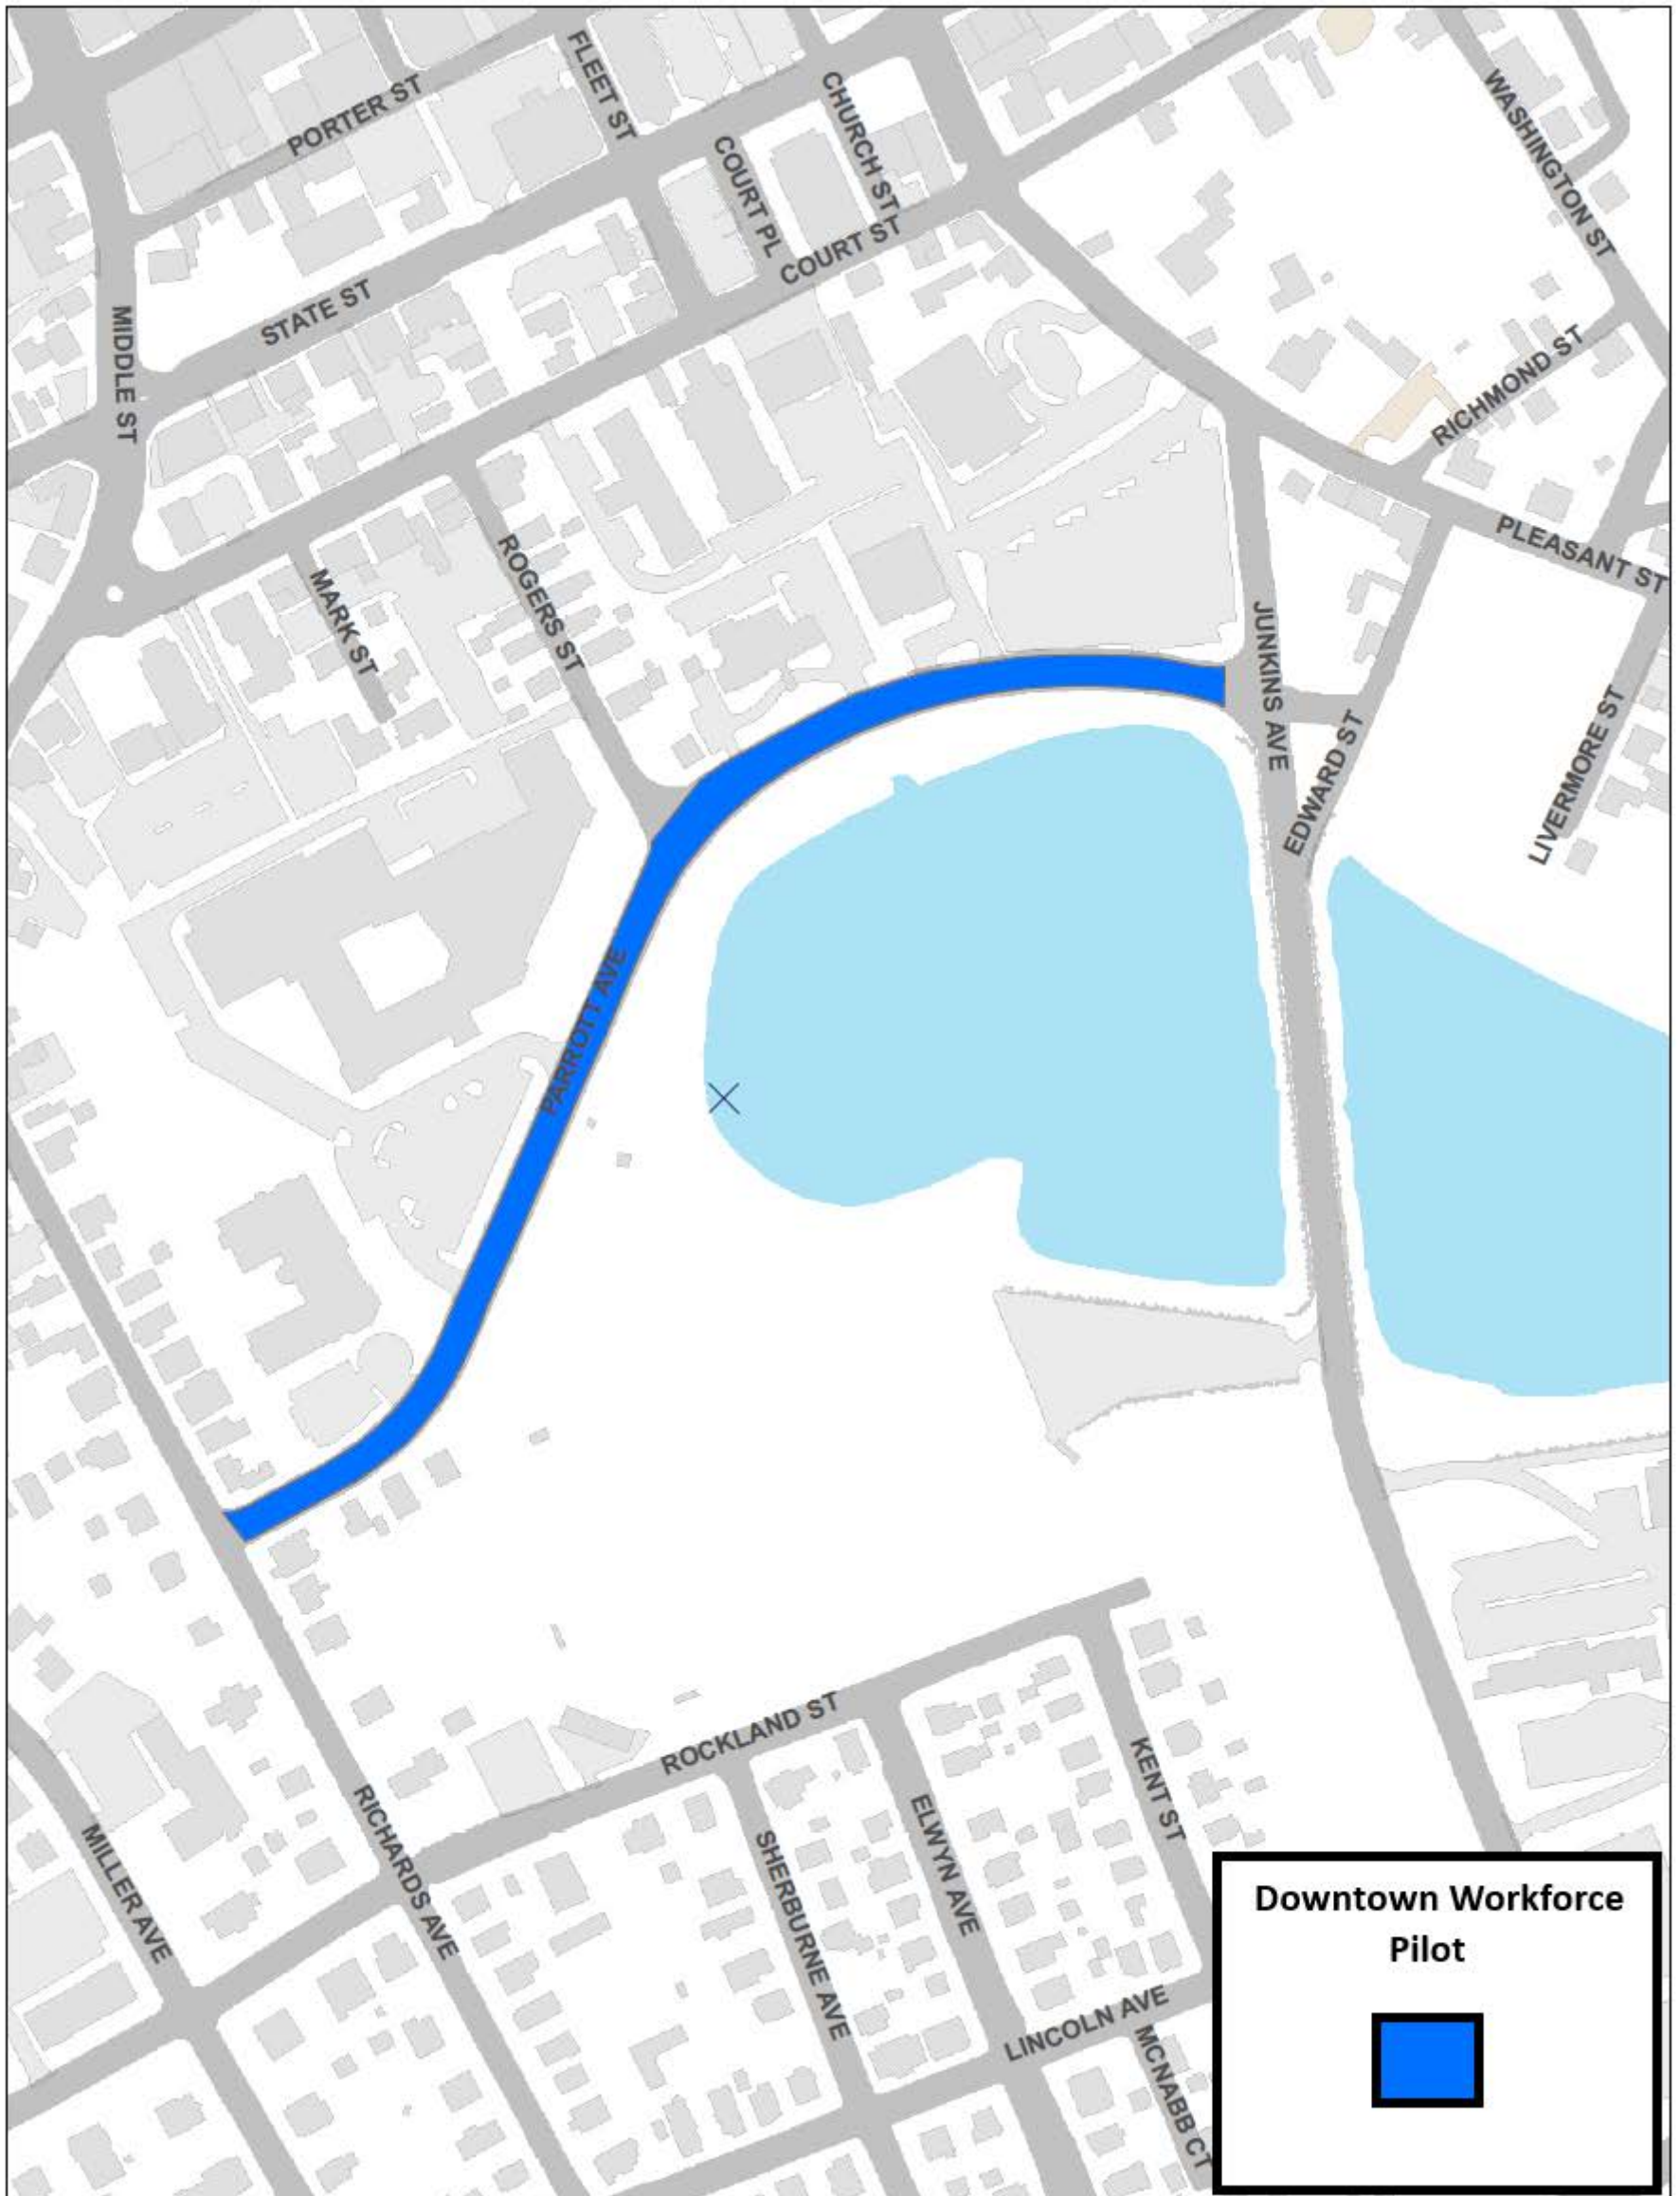 FLEET ST
PORTER ST
CHURCH ST
WASHINGTON ST
COURT PL
COURT ST
STATE ST
MIDDLE ST
RICHMOND ST
PLEASANT ST
ROGERS ST
MARK ST
JUNKINS AVE
EDWARD ST
LIVERMORE ST
PARROTT AVE
ROCKLAND ST
KENT ST
RICHARDS AVE
ELWYN AVE
MILLER AVE
SHERBURNE AVE
LINCOLN AVE
MCNABB CT
Downtown Workforce
Pilot